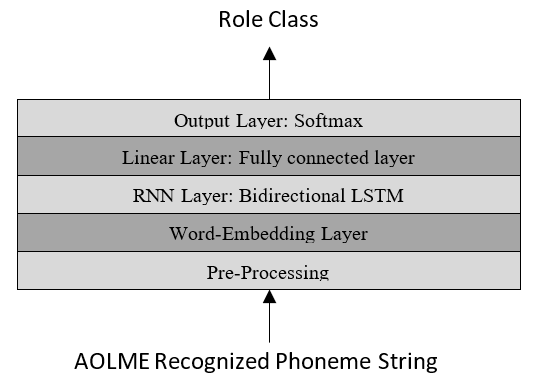 Role Class
Output Layer: Softmax
Linear Layer: Fully connected layer
RNN Layer: Bidirectional LSTM
Word-Embedding Layer
Pre-Processing
AOLME Recognized Phoneme String